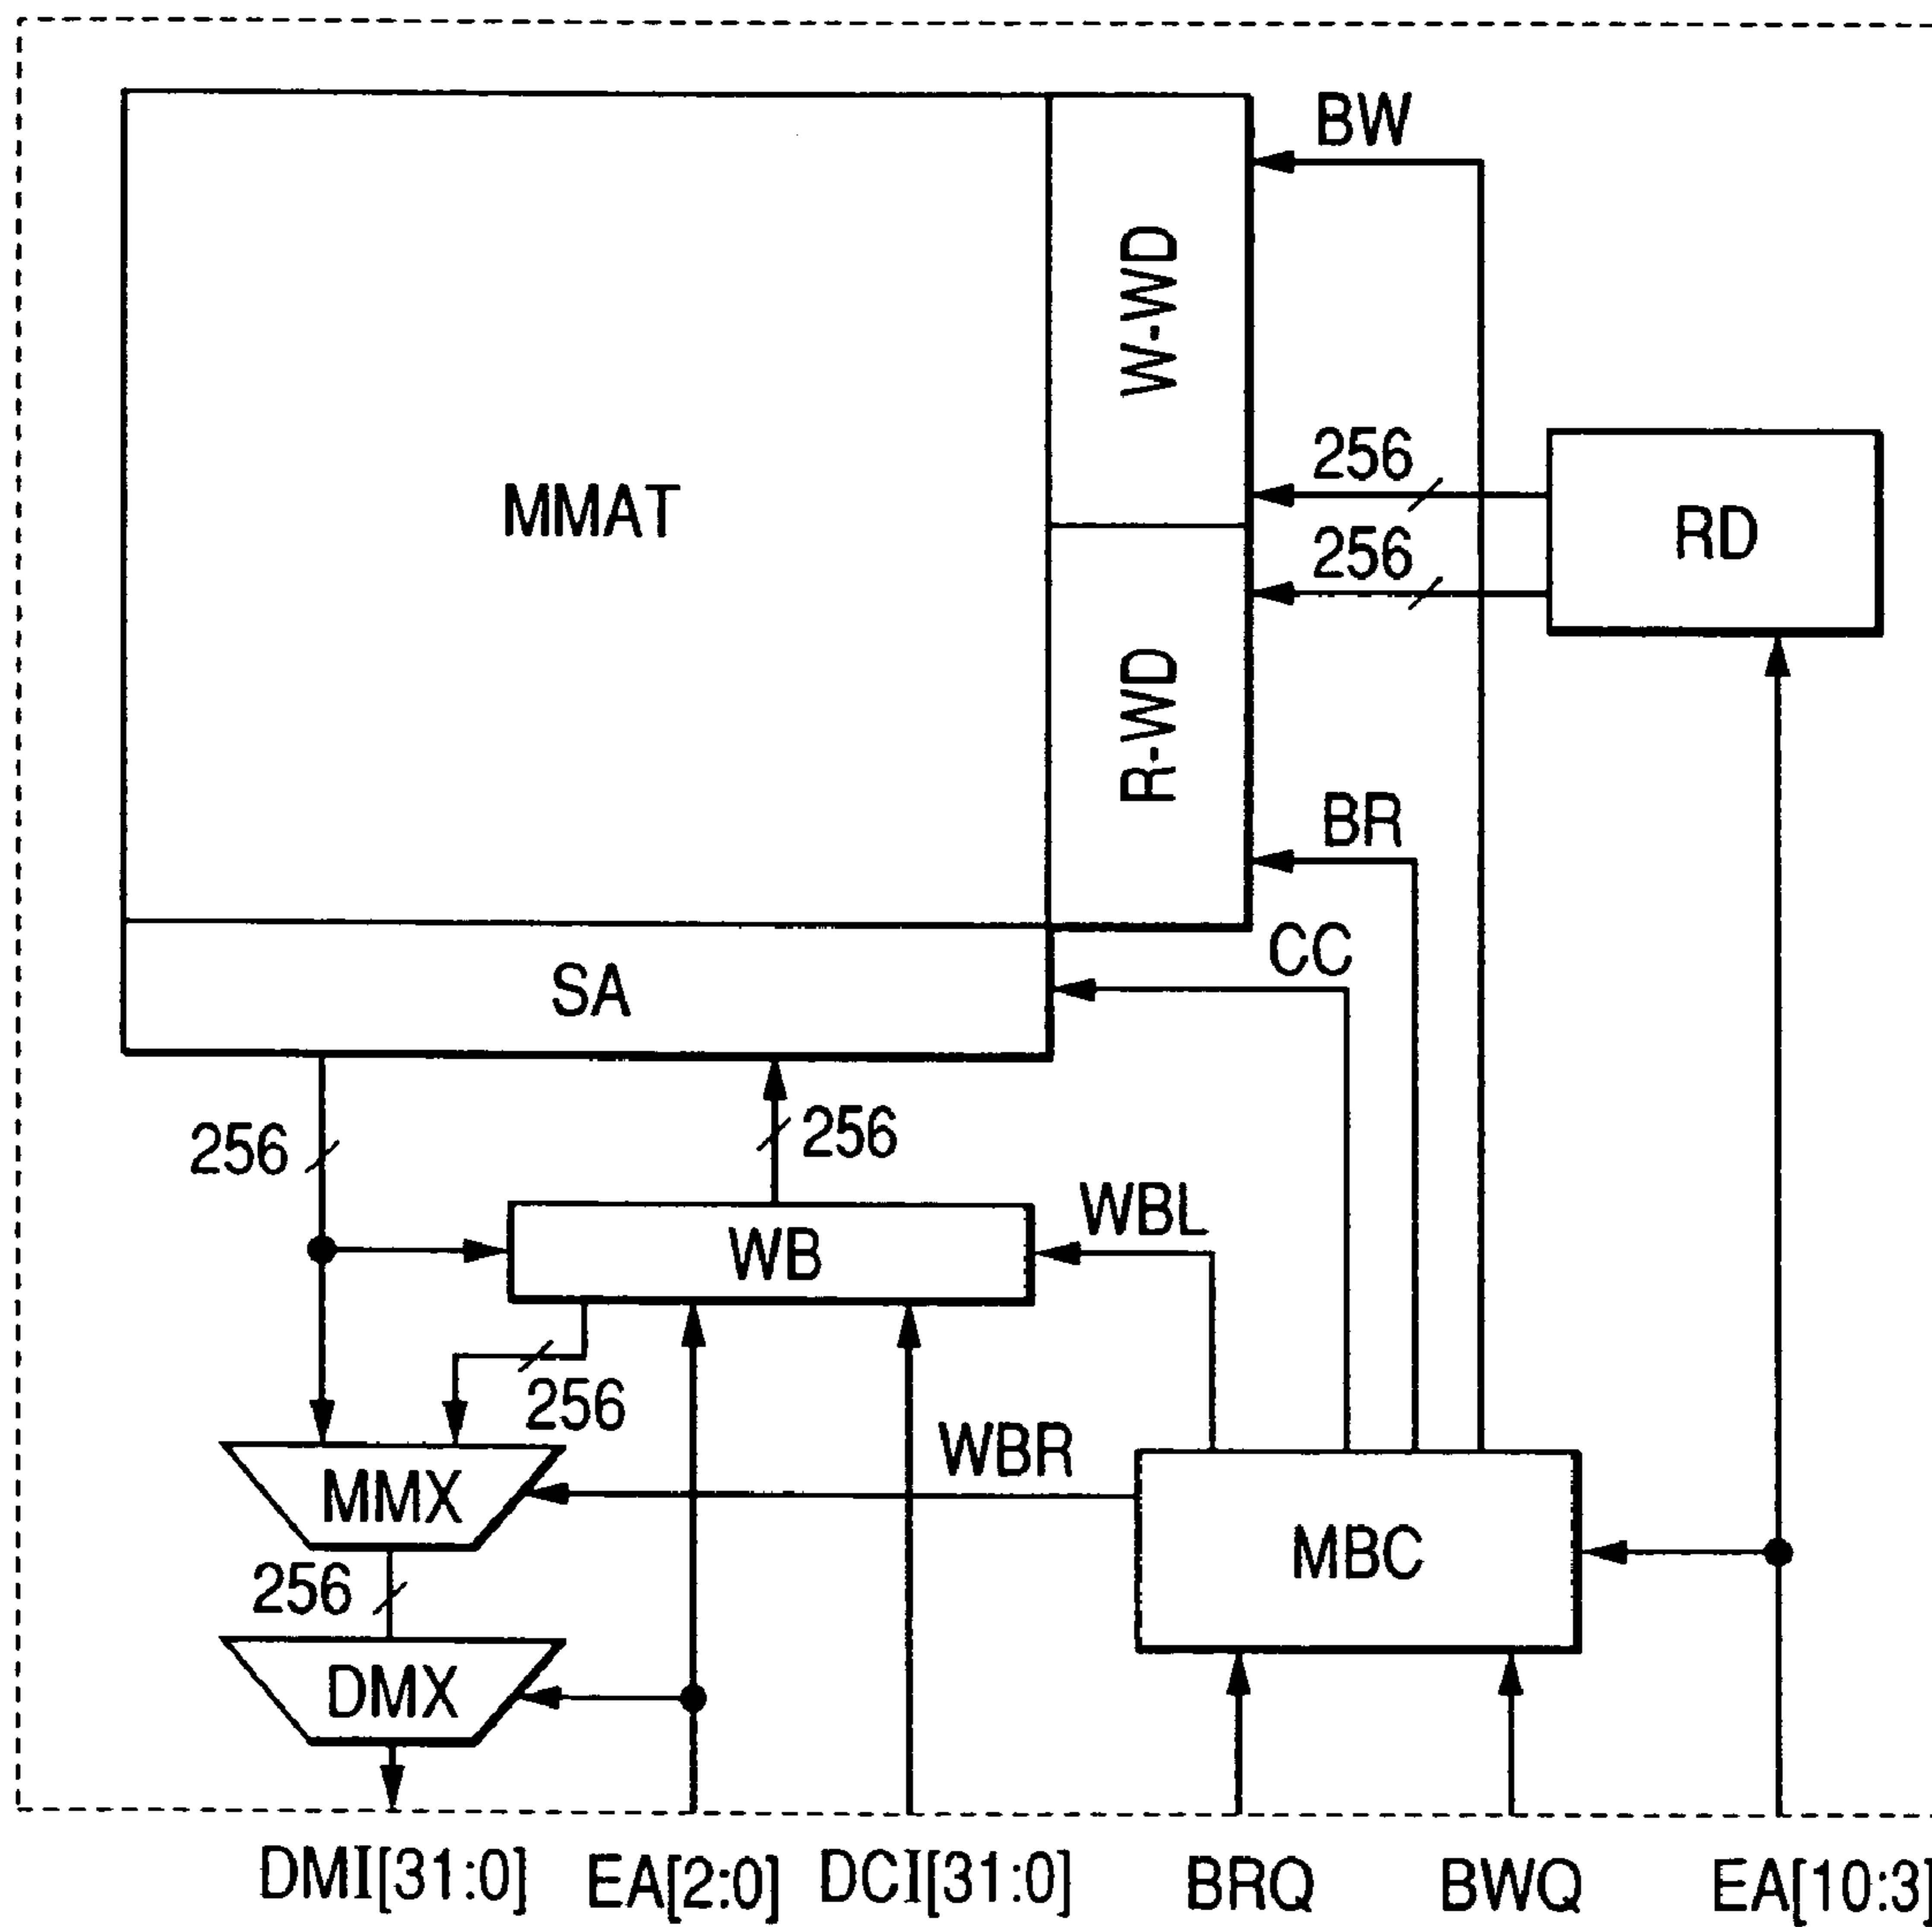 BW
W-WD
MMAT
256
RD
256
R-WD
BR
CC
SA
256
256
WBL
WB
256
WBR
MMX
MBC
256
DMX
DMI[31:0]
EA[2:0]
DCI[31:0]
BRQ
BWQ
EA[10:3]